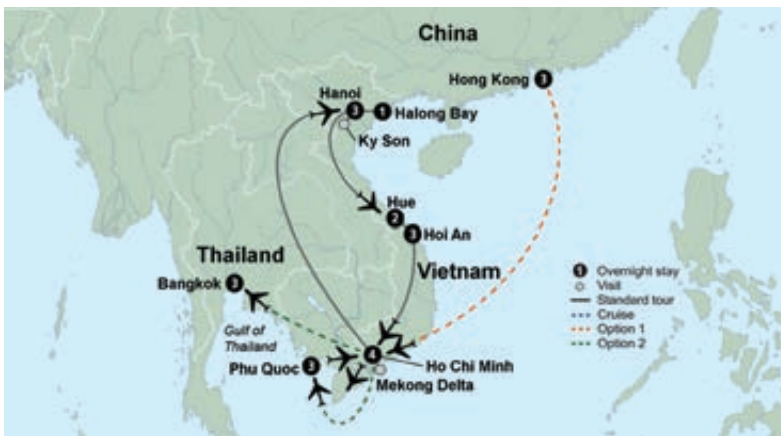 China
Hong Kong 3
Hanoi
3
1 Halong Bay
Ky Son
Hue
2
3 Hoi An
Thailand
Vietnam
Bangkok 3
Gulf of
Thailand
Phu Quoc 3
4
Ho Chi Minh
Mekong Delta
1 Overnight stay
Visit
Standard tour
Cruise
Option 1
Option 2